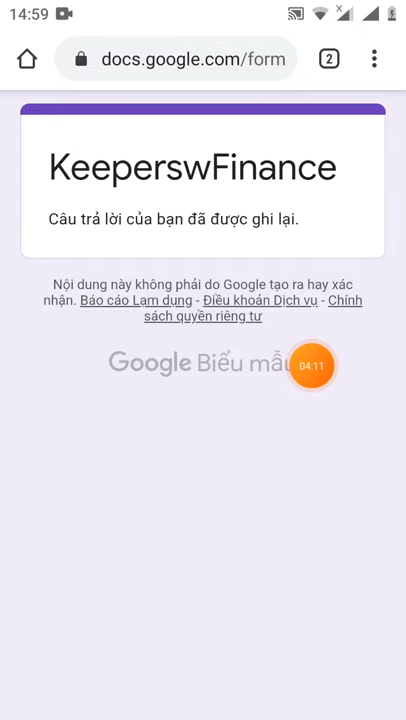 14:59
docs.google.com/form
2
KeeperswFinance
Câu trả lời của bạn đã được ghi lại.
Nội dung này không phải do Google tạo ra hay xác
nhận. Báo cáo Lạm dụng - Điều khoản Dịch vụ - Chính
sách quyền riêng tư
Google Biểu mẫu
04:11